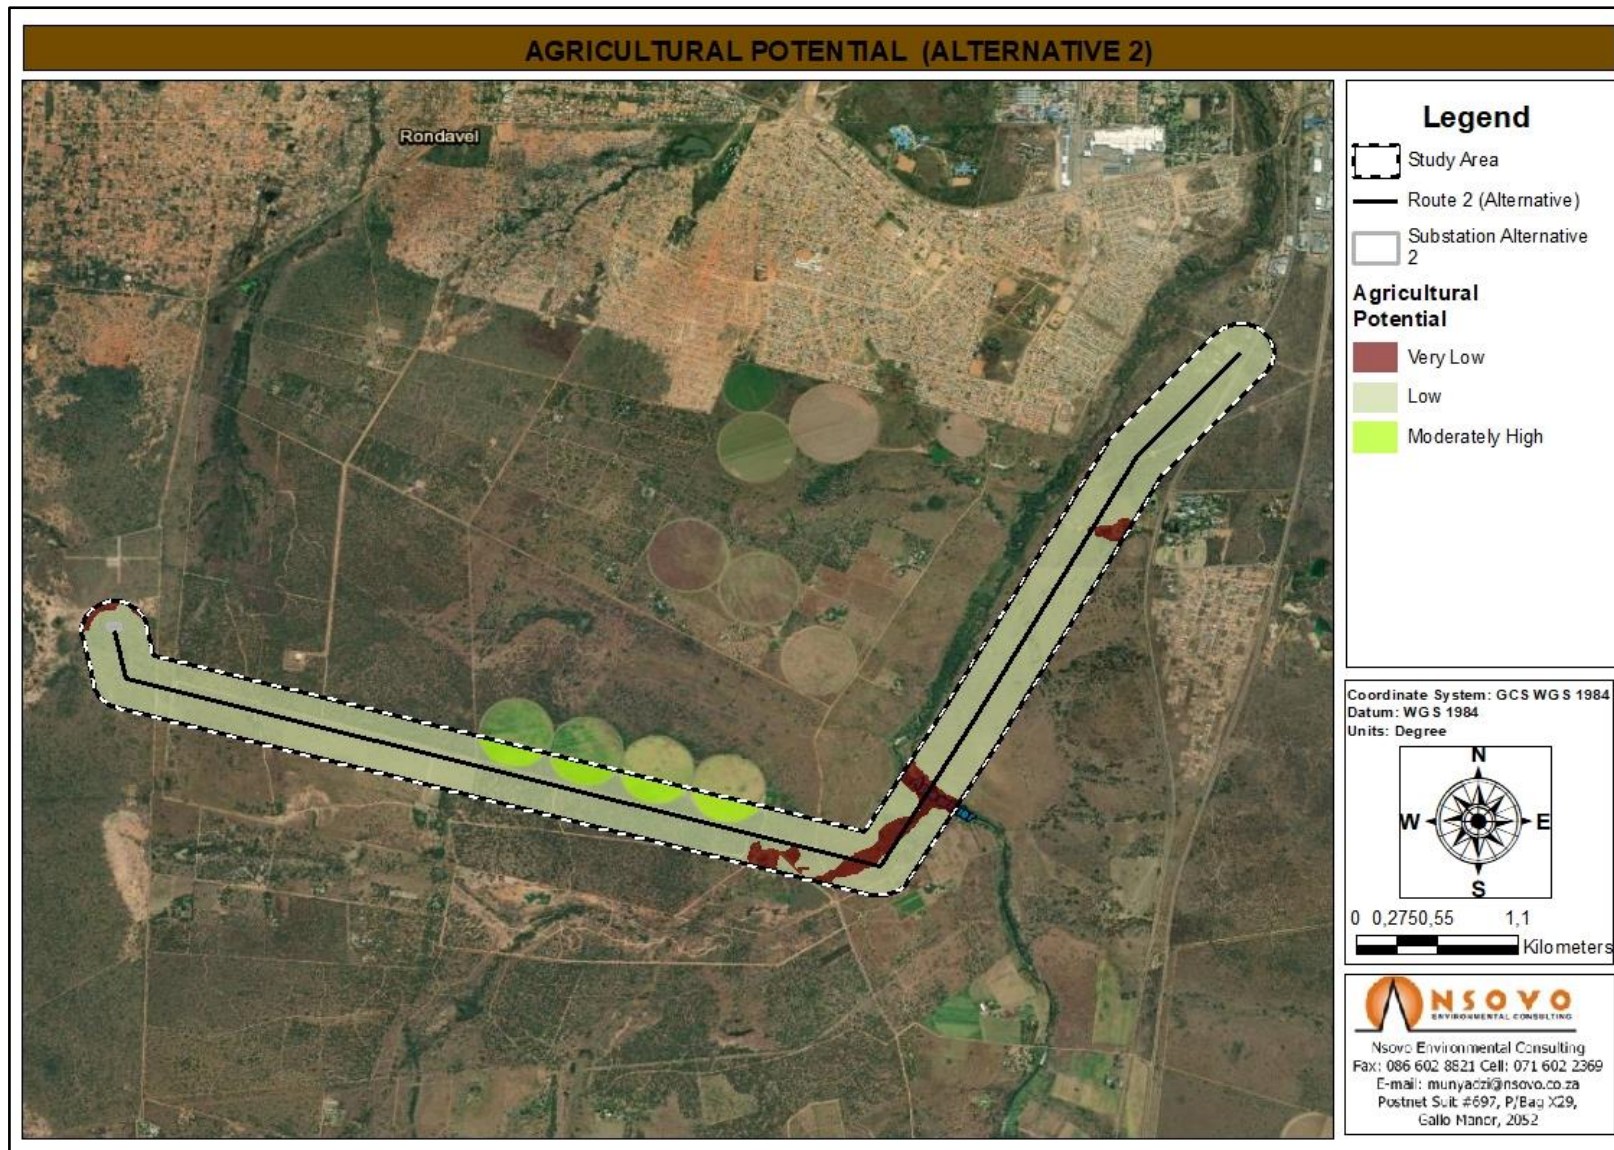 AGRICULTURAL POTENTIAL (ALTERNATIVE 2)
Rondavel
Legend
Study Area
Route 2 (Alternative)
Substation Alternative
2
Agricultural
Potential
Very Low
Low
Moderately High
Coordinate System: GCS WGS 1984
Datum: WGS 1984
Units: Degree
N
W
E
S
0 0,2750,55 1,1
Kilometers
NSOVO
ENVIRONMENTAL CONSULTING
Nsovo Environmental Consulting
Fax: 086 602 8821 Cell: 071 602 2369
E-mail: munyadzi@nsovo.co.za
Postnet Suit #697, P/Bag X29,
Gallo Manor, 2052